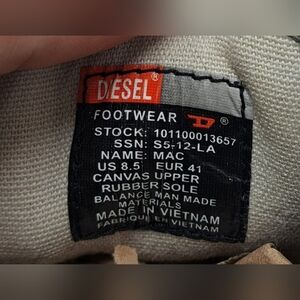 DIESEL®
FOOTWEAR D®
STOCK: 101100013657
SSN: S5-12-LA
NAME: MAC
US 8.5 EUR 41
CANVAS UPPER
RUBBER SOLE
BALANCE MAN MADE
MATERIALS
MADE IN VIETNAM
FABRIQUE EN VIETNAM